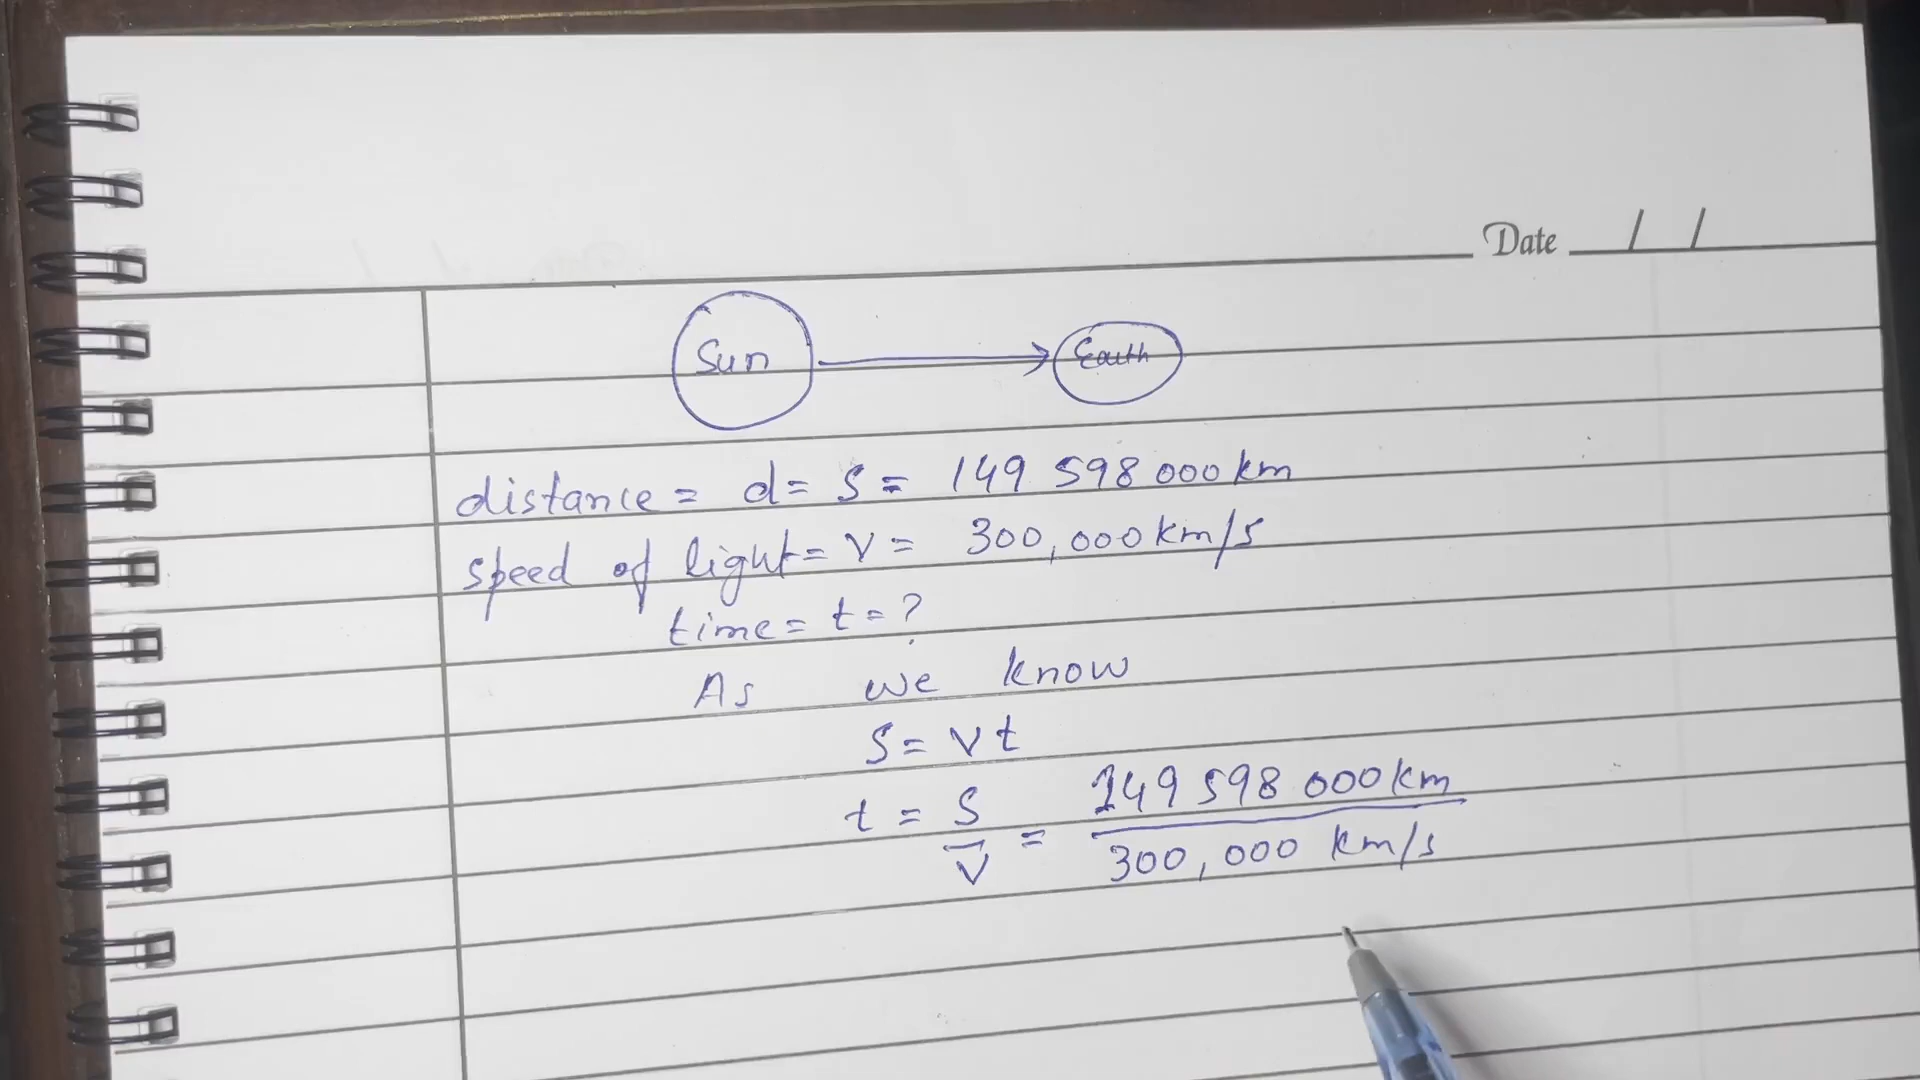 Date / /
Sun → Earth
distance = d = S = 149 598 000 km
speed of light = V = 300,000 km/s
time = t = ?
As we know
S = Vt
t = S/V = 149 598 000 km / 300,000 km/s